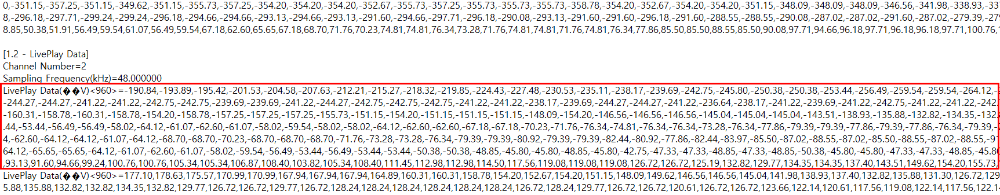 0,-351.15,-355.73,-357.25,-351.15,-349.62,-351.15,-355.73,-357.25,-354.20,-354.20,-354.20,-352.67,-355.73,-357.25,-355.73,-355.73,-355.73,-358.78,-354.20,-352.67,-354.20,-354.20,-351.15,-348.09,-348.09,-348.09,-346.56,-341.98,-338.93,-33
8,-296.18,-297.71,-299.24,-299.24,-296.18,-294.66,-294.66,-293.13,-294.66,-293.13,-291.60,-294.66,-297.71,-296.18,-290.08,-293.13,-291.60,-291.60,-296.18,-291.60,-288.55,-288.55,-290.08,-287.02,-287.02,-291.60,-287.02,-279.39,-279
8.85,50.38,51.91,56.49,59.54,61.07,56.49,59.54,67.18,62.60,65.65,67.18,68.70,71.76,70.23,74.81,74.81,76.34,73.28,71.76,74.81,74.81,71.76,74.81,76.34,77.86,85.50,85.50,88.55,85.50,90.08,97.71,94.66,96.18,97.71,96.18,96.18,97.71,100.76,
[1.2 - LivePlay Data]
Channel Number=2
Sampling Frequency(kHz)=48.000000
LivePlay Data(��V)<960>=-190.84,-193.89,-195.42,-201.53,-204.58,-207.63,-212.21,-215.27,-218.32,-219.85,-224.43,-227.48,-230.53,-235.11,-238.17,-239.69,-242.75,-245.80,-250.38,-250.38,-253.44,-256.49,-259.54,-259.54,-264.12,-
-244.27,-244.27,-241.22,-241.22,-242.75,-242.75,-239.69,-239.69,-241.22,-244.27,-242.75,-242.75,-242.75,-241.22,-241.22,-238.17,-239.69,-244.27,-244.27,-241.22,-236.64,-238.17,-241.22,-239.69,-241.22,-242.75,-241.22,-241.22,-242.
-160.31,-158.78,-160.31,-158.78,-154.20,-158.78,-157.25,-157.25,-157.25,-155.73,-151.15,-154.20,-151.15,-151.15,-151.15,-148.09,-154.20,-146.56,-146.56,-146.56,-145.04,-145.04,-145.04,-143.51,-138.93,-135.88,-132.82,-134.35,-132.
.44,-53.44,-56.49,-56.49,-58.02,-64.12,-61.07,-62.60,-61.07,-58.02,-59.54,-58.02,-58.02,-64.12,-62.60,-62.60,-67.18,-67.18,-70.23,-71.76,-76.34,-74.81,-76.34,-76.34,-73.28,-76.34,-77.86,-79.39,-79.39,-77.86,-79.39,-77.86,-76.34,-79.39,-
4,-62.60,-64.12,-64.12,-61.07,-64.12,-68.70,-68.70,-70.23,-68.70,-68.70,-68.70,-71.76,-73.28,-73.28,-76.34,-79.39,-79.39,-80.92,-79.39,-79.39,-82.44,-80.92,-77.86,-82.44,-83.97,-85.50,-87.02,-88.55,-87.02,-85.50,-88.55,-87.02,-88.55,-9
64.12,-65.65,-65.65,-64.12,-61.07,-62.60,-61.07,-58.02,-59.54,-56.49,-53.44,-56.49,-53.44,-53.44,-50.38,-50.38,-48.85,-45.80,-45.80,-48.85,-45.80,-42.75,-47.33,-47.33,-48.85,-45.80,-45.80,-47.33,-47.33,-48.85,-45.80
,93.13,91.60,94.66,99.24,100.76,100.76,105.34,105.34,106.87,108.40,103.82,105.34,108.40,111.45,112.98,112.98,114.50,117.56,119.08,119.08,119.08,126.72,126.72,125.19,132.82,129.77,134.35,134.35,137.40,143.51,149.62,154.20,155.73,
LivePlay Data(��V)<960>=177.10,178.63,175.57,170.99,170.99,167.94,167.94,167.94,164.89,160.31,160.31,158.78,154.20,152.67,154.20,151.15,148.09,149.62,146.56,146.56,145.04,141.98,138.93,137.40,132.82,135.88,131.30,126.72,129
5.88,135.88,132.82,132.82,134.35,132.82,129.77,126.72,126.72,129.77,126.72,128.24,128.24,128.24,128.24,128.24,126.72,128.24,129.77,126.72,126.72,126.72,120.61,126.72,126.72,123.66,122.14,120.61,117.56,119.08,122.14,117.56,122.1